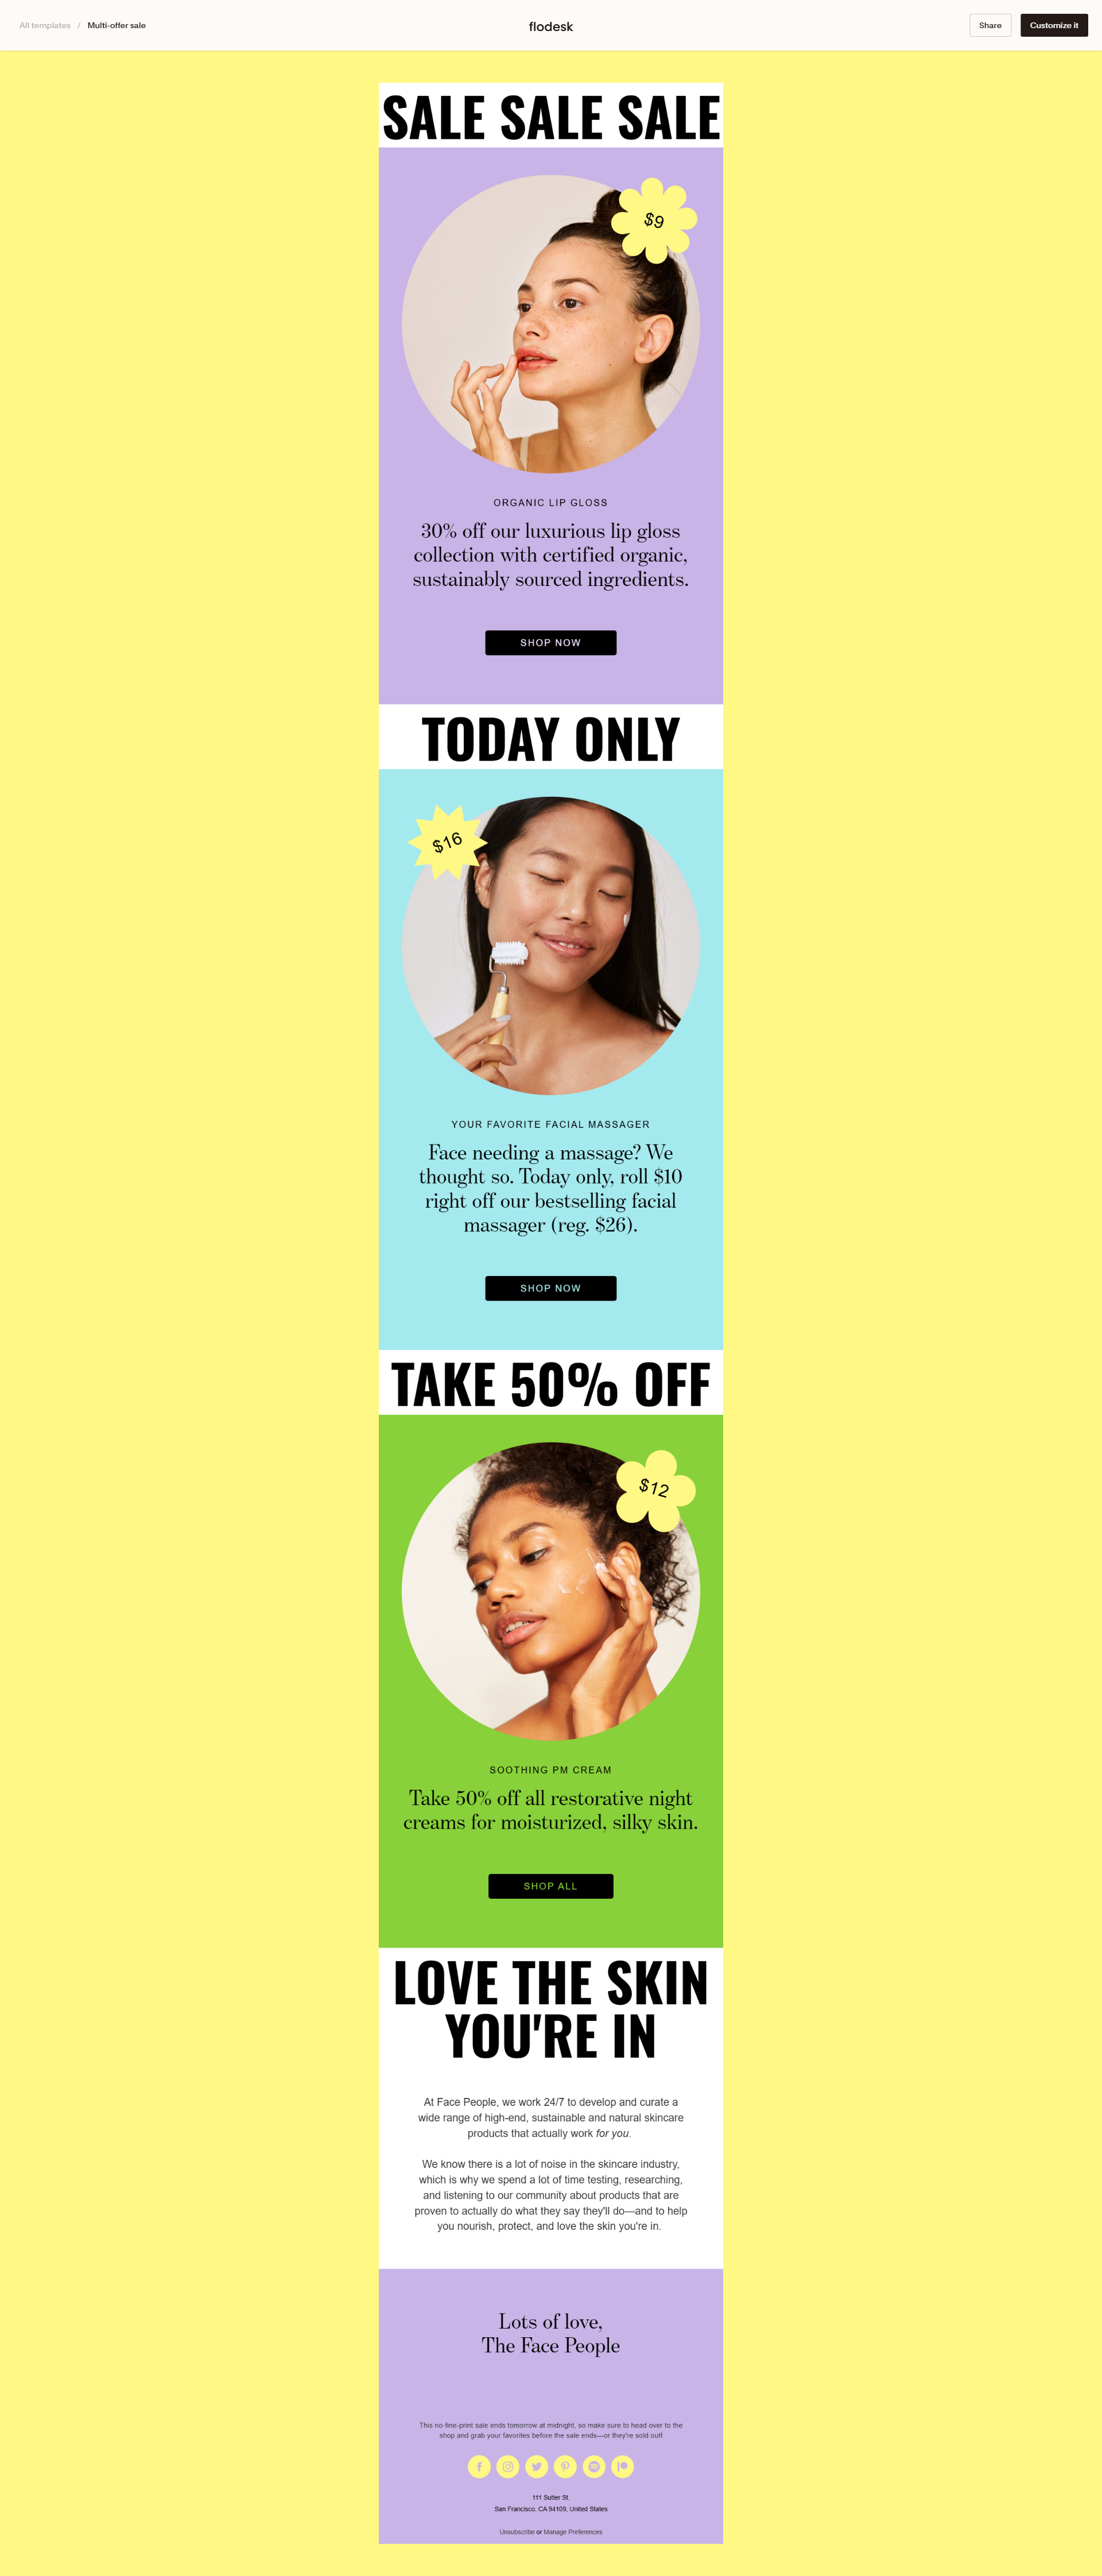 All templates / Multi-offer sale
flodesk
Share
Customize it
SALE SALE SALE
$9
ORGANIC LIP GLOSS
30% off our luxurious lip gloss
collection with certified organic,
sustainably sourced ingredients.
SHOP NOW
TODAY ONLY
$16
YOUR FAVORITE FACIAL MASSAGER
Face needing a massage? We
thought so. Today only, roll $10
right off our bestselling facial
massager (reg. $26).
SHOP NOW
TAKE 50% OFF
$12
SOOTHING PM CREAM
Take 50% off all restorative night
creams for moisturized, silky skin.
SHOP ALL
LOVE THE SKIN
YOU'RE IN
At Face People, we work 24/7 to develop and curate a
wide range of high-end, sustainable and natural skincare
products that actually work for you.
We know there is a lot of noise in the skincare industry,
which is why we spend a lot of time testing, researching,
and listening to our community about products that are
proven to actually do what they say they'll do—and to help
you nourish, protect, and love the skin you're in.
Lots of love,
The Face People
This no-fine-print sale ends tomorrow at midnight, so make sure to head over to the
shop and grab your favorites before the sale ends—or they're sold out!
111 Sutter St.
San Francisco, CA 94109, United States
Unsubscribe or Manage Preferences